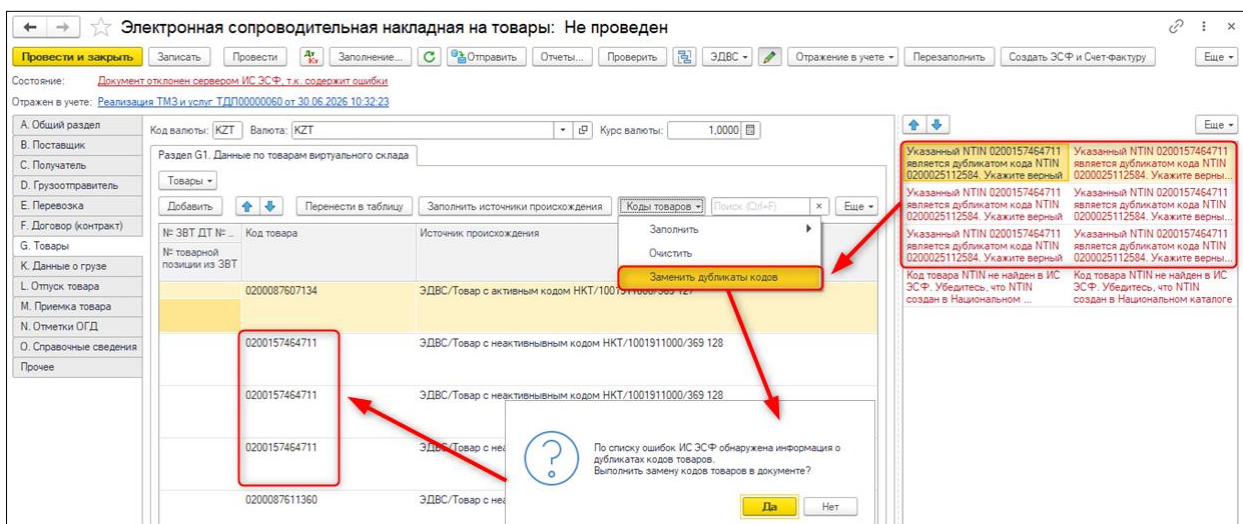 Электронная сопроводительная накладная на товары: Не проведен
Провести и закрыть Записать Провести Дт Кт Заполнение... Отправить Отчеты... Проверить ЭДВС Отражение в учете Перезаполнить Создать ЭСФ и Счет-фактуру Еще
Состояние: Документ отклонен сервером ИС ЭСФ, т.к. содержит ошибки
Отражен в учете: Реализация ТМЗ и услуг ТДП00000060 от 30.06.2026 10:32:23
A. Общий раздел
B. Поставщик
C. Получатель
D. Грузоотправитель
E. Перевозка
F. Договор (контракт)
G. Товары
K. Данные о грузе
L. Отпуск товара
M. Приемка товара
N. Отметки ОГД
O. Справочные сведения
Прочее
Код валюты: KZT Валюта: KZT Курс валюты: 1,0000
Раздел G1. Данные по товарам виртуального склада
Товары
Добавить Перенести в таблицу Заполнить источники происхождения Коды товаров Поиск (Ctrl+F) × Еще
Заполнить
Очистить
Заменить дубликаты кодов
№ ЗВТ ДТ № ... Код товара Источник происхождения
№ товарной
позиции из ЗВТ
0200087607134 ЭДВС/Товар с активным кодом НКТ/1001911000/369 127
0200157464711 ЭДВС/Товар с неактивнывным кодом НКТ/1001911000/369 128
0200157464711 ЭДВС/Товар с неактивнывным кодом НКТ/1001911000/369 128
0200157464711 ЭДВС/Товар с неа
0200087611360 ЭДВС/Товар с неа
По списку ошибок ИС ЭСФ обнаружена информация о
дубликатах кодов товаров.
Выполнить замену кодов товаров в документе?
Да Нет
Еще
Указанный NTIN 0200157464711 Указанный NTIN 0200157464711
является дубликатом кода NTIN является дубликатом кода NTIN
0200025112584. Укажите верный 0200025112584. Укажите верны...
Указанный NTIN 0200157464711 Указанный NTIN 0200157464711
является дубликатом кода NTIN является дубликатом кода NTIN
0200025112584. Укажите верный 0200025112584. Укажите верны...
Указанный NTIN 0200157464711 Указанный NTIN 0200157464711
является дубликатом кода NTIN является дубликатом кода NTIN
0200025112584. Укажите верный 0200025112584. Укажите верны...
Код товара NTIN не найден в ИС Код товара NTIN не найден в ИС
ЭСФ. Убедитесь, что NTIN ЭСФ. Убедитесь, что NTIN
создан в Национальном ... создан в Национальном каталоге